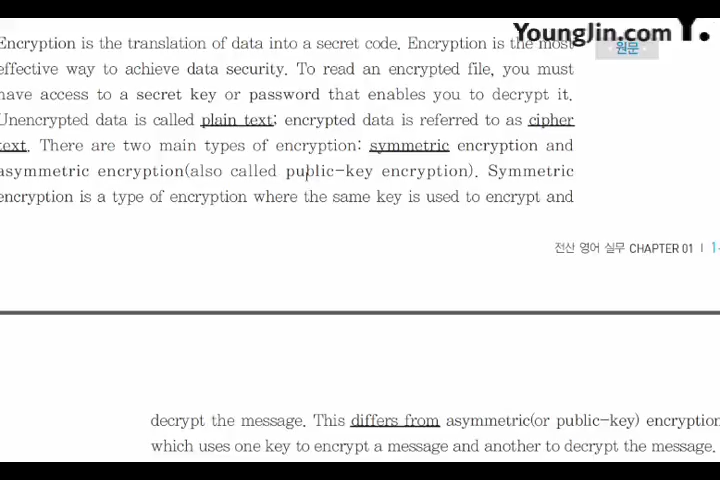 YoungJin.com Y.
Encryption is the translation of data into a secret code. Encryption is the most
원문
effective way to achieve data security. To read an encrypted file, you must
have access to a secret key or password that enables you to decrypt it.
Unencrypted data is called plain text; encrypted data is referred to as cipher
text. There are two main types of encryption: symmetric encryption and
asymmetric encryption(also called public-key encryption). Symmetric
encryption is a type of encryption where the same key is used to encrypt and
전산 영어 실무 CHAPTER 01 I 1-
decrypt the message. This differs from asymmetric(or public-key) encryption
which uses one key to encrypt a message and another to decrypt the message.